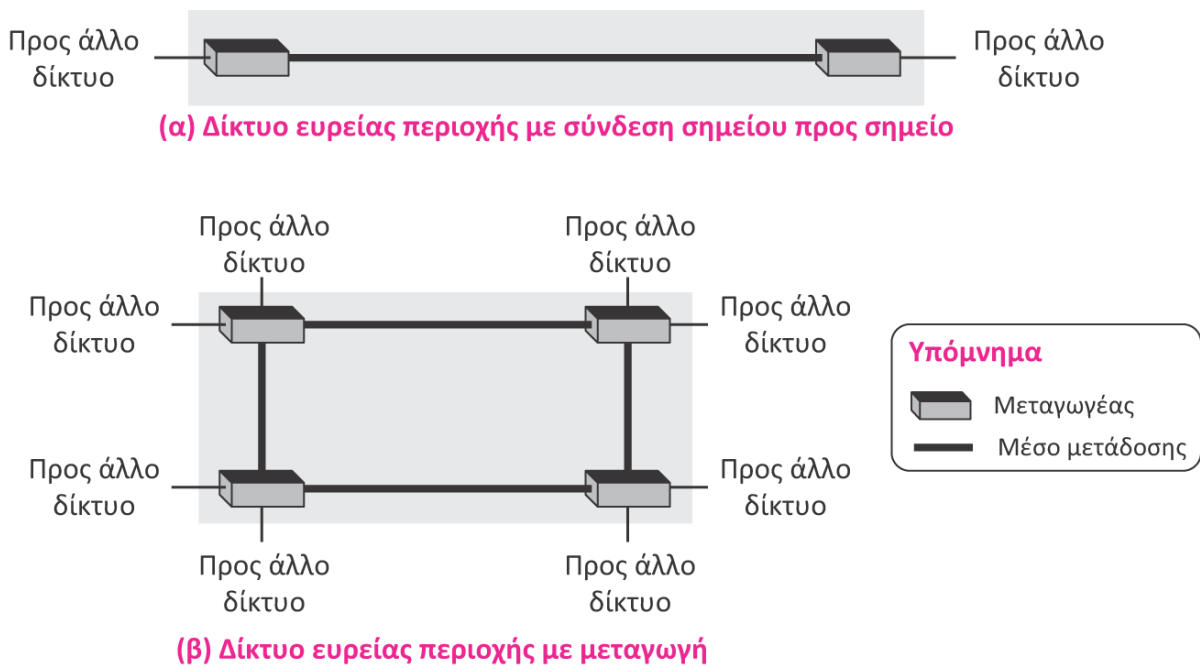 Προς άλλο
δίκτυο
Προς άλλο
δίκτυο
(α) Δίκτυο ευρείας περιοχής με σύνδεση σημείου προς σημείο
Προς άλλο
δίκτυο
Προς άλλο
δίκτυο
Προς άλλο
δίκτυο
Προς άλλο
δίκτυο
Υπόμνημα
Μεταγωγέας
Μέσο μετάδοσης
Προς άλλο
δίκτυο
Προς άλλο
δίκτυο
Προς άλλο
δίκτυο
Προς άλλο
δίκτυο
(β) Δίκτυο ευρείας περιοχής με μεταγωγή